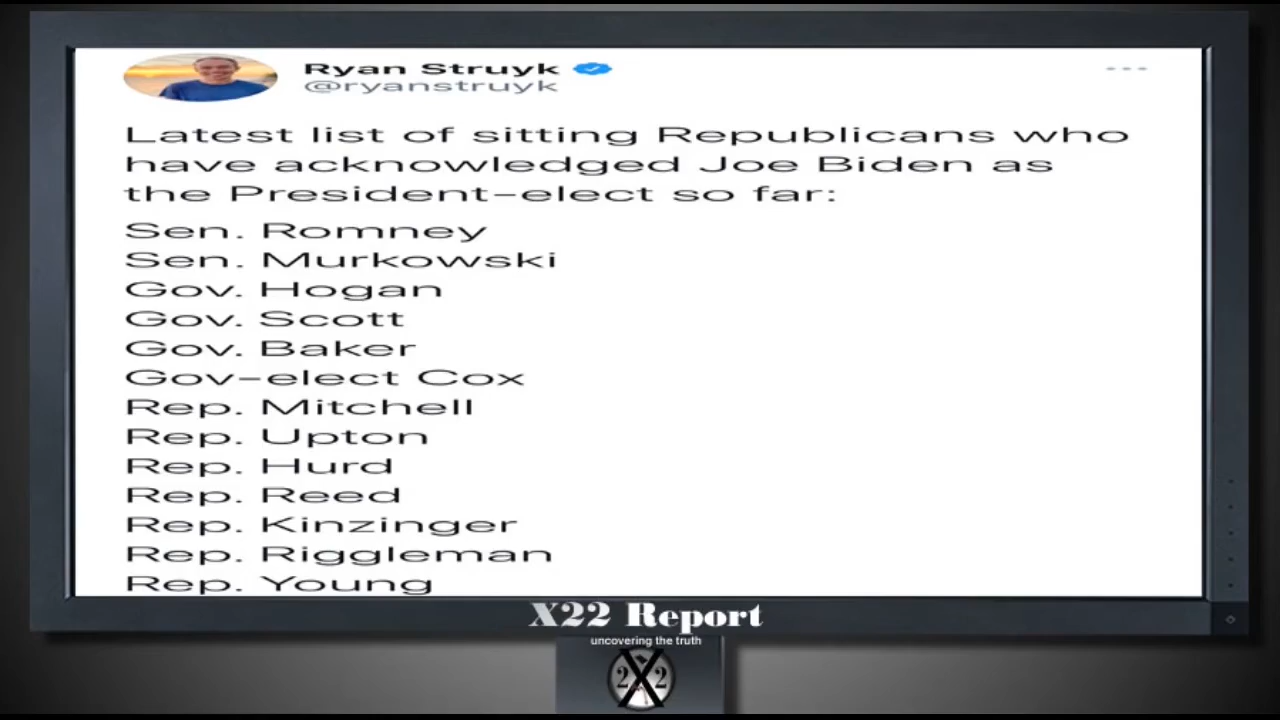 Ryan Struyk
@ryanstruyk
Latest list of sitting Republicans who
have acknowledged Joe Biden as
the President-elect so far:
Sen. Romney
Sen. Murkowski
Gov. Hogan
Gov. Scott
Gov. Baker
Gov-elect Cox
Rep. Mitchell
Rep. Upton
Rep. Hurd
Rep. Reed
Rep. Kinzinger
Rep. Riggleman
Rep. Young
X22 Report
uncovering the truth
2X2